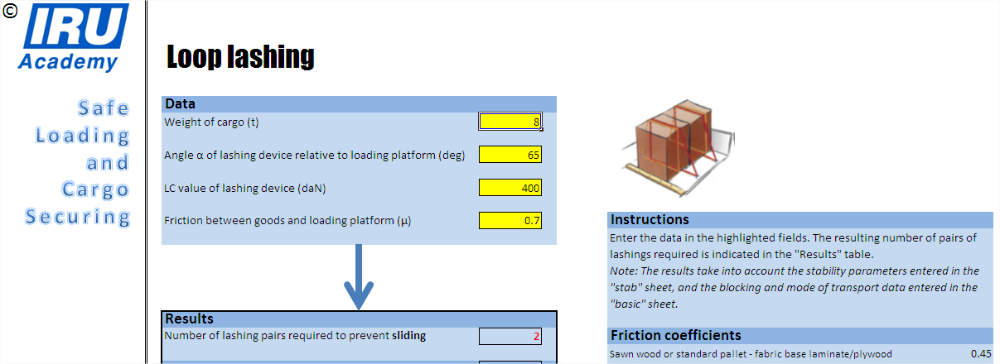 ©
IRU
Academy
Safe
Loading
and
Cargo
Securing
Loop lashing
Data
Weight of cargo (t) 8
Angle α of lashing device relative to loading platform (deg) 65
LC value of lashing device (daN) 400
Friction between goods and loading platform (μ) 0.7
Results
Number of lashing pairs required to prevent sliding 2
Instructions
Enter the data in the highlighted fields. The resulting number of pairs of
lashings required is indicated in the "Results" table.
Note: The results take into account the stability parameters entered in the
"stab" sheet, and the blocking and mode of transport data entered in the
"basic" sheet.
Friction coefficients
Sawn wood or standard pallet - fabric base laminate/plywood 0.45